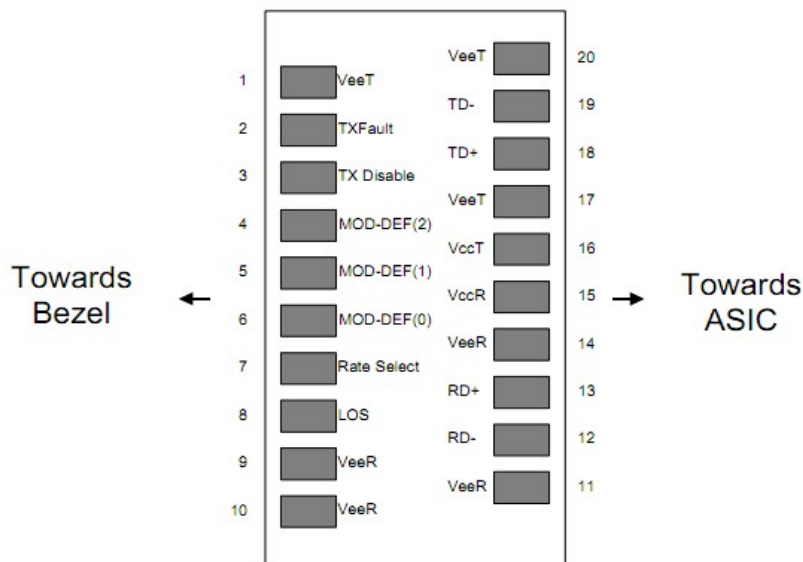 VeeT 20
1 VeeT
TD- 19
2 TXFault
TD+ 18
3 TX Disable
VeeT 17
4 MOD-DEF(2)
VccT 16
5 MOD-DEF(1)
Towards
Bezel
VccR 15
Towards
ASIC
6 MOD-DEF(0)
VeeR 14
7 Rate Select
RD+ 13
8 LOS
RD- 12
9 VeeR
VeeR 11
10 VeeR